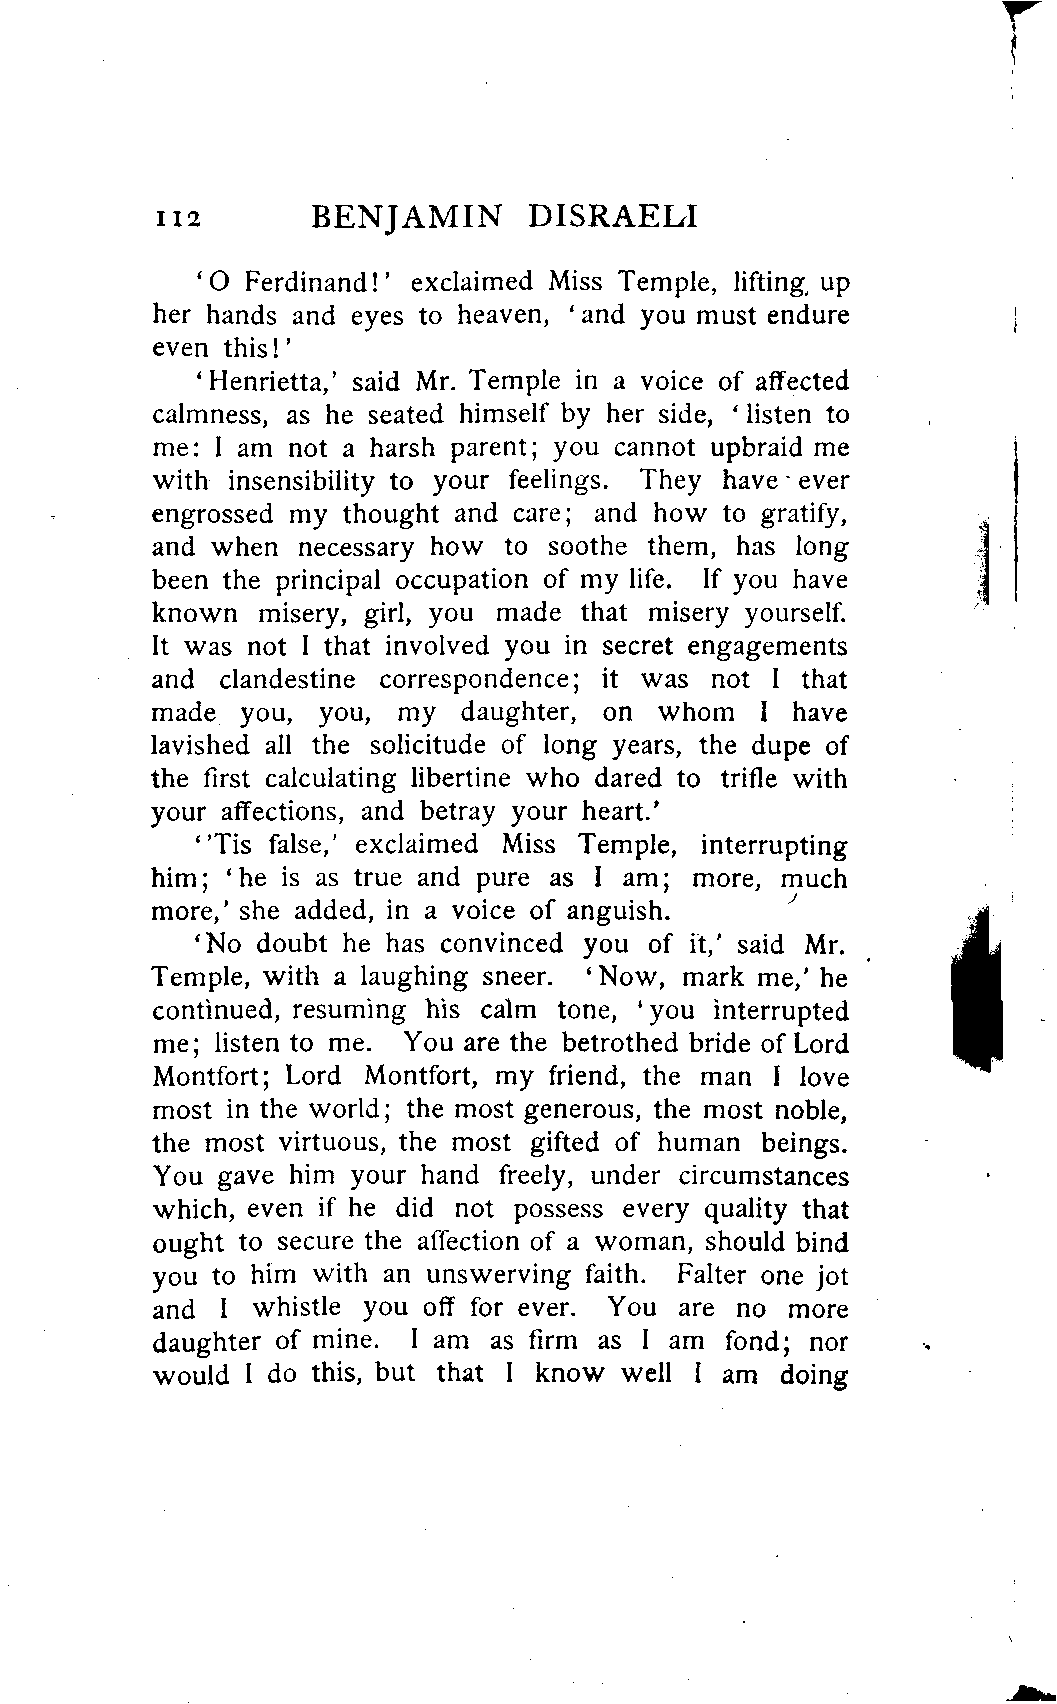 112 BENJAMIN DISRAELI
‘O Ferdinand!’ exclaimed Miss Temple, lifting up
her hands and eyes to heaven, ‘and you must endure
even this!’
‘Henrietta,’ said Mr. Temple in a voice of affected
calmness, as he seated himself by her side, ‘listen to
me: I am not a harsh parent; you cannot upbraid me
with insensibility to your feelings. They have ever
engrossed my thought and care; and how to gratify,
and when necessary how to soothe them, has long
been the principal occupation of my life. If you have
known misery, girl, you made that misery yourself.
It was not I that involved you in secret engagements
and clandestine correspondence; it was not I that
made you, you, my daughter, on whom I have
lavished all the solicitude of long years, the dupe of
the first calculating libertine who dared to trifle with
your affections, and betray your heart.’
‘’Tis false,’ exclaimed Miss Temple, interrupting
him; ‘he is as true and pure as I am; more, much
more,’ she added, in a voice of anguish.
‘No doubt he has convinced you of it,’ said Mr.
Temple, with a laughing sneer. ‘Now, mark me,’ he
continued, resuming his calm tone, ‘you interrupted
me; listen to me. You are the betrothed bride of Lord
Montfort; Lord Montfort, my friend, the man I love
most in the world; the most generous, the most noble,
the most virtuous, the most gifted of human beings.
You gave him your hand freely, under circumstances
which, even if he did not possess every quality that
ought to secure the affection of a woman, should bind
you to him with an unswerving faith. Falter one jot
and I whistle you off for ever. You are no more
daughter of mine. I am as firm as I am fond; nor
would I do this, but that I know well I am doing